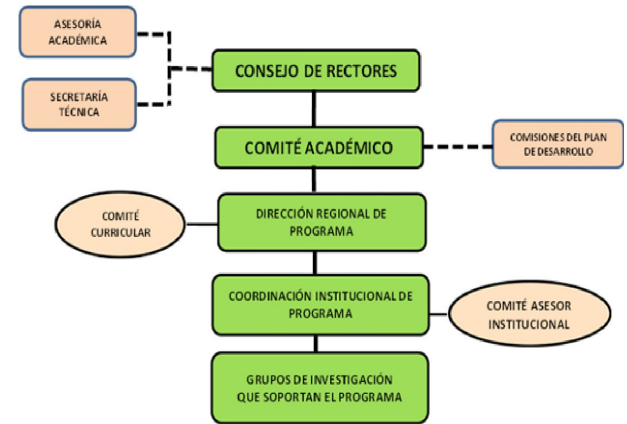 ASESORÍA
ACADÉMICA
SECRETARÍA
TÉCNICA
CONSEJO DE RECTORES
COMITÉ ACADÉMICO
COMISIONES DEL PLAN
DE DESARROLLO
COMITÉ
CURRICULAR
DIRECCIÓN REGIONAL DE
PROGRAMA
COORDINACIÓN INSTITUCIONAL DE
PROGRAMA
COMITÉ ASESOR
INSTITUCIONAL
GRUPOS DE INVESTIGACIÓN
QUE SOPORTAN EL PROGRAMA